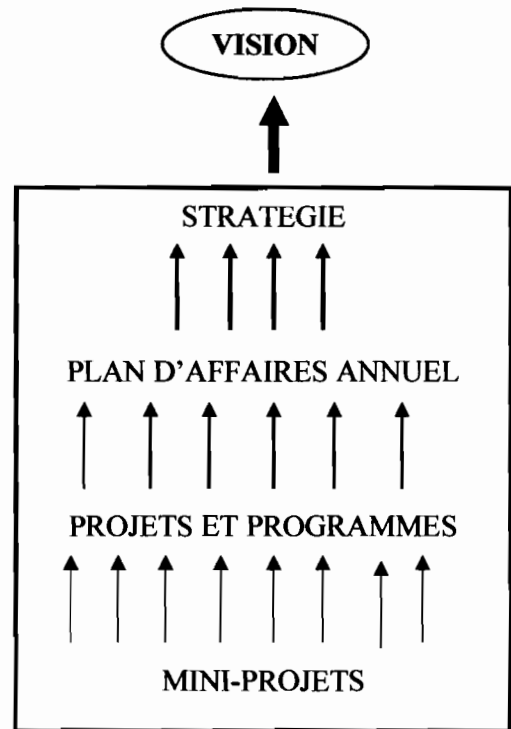 VISION
STRATEGIE
PLAN D'AFFAIRES ANNUEL
PROJETS ET PROGRAMMES
MINI-PROJETS